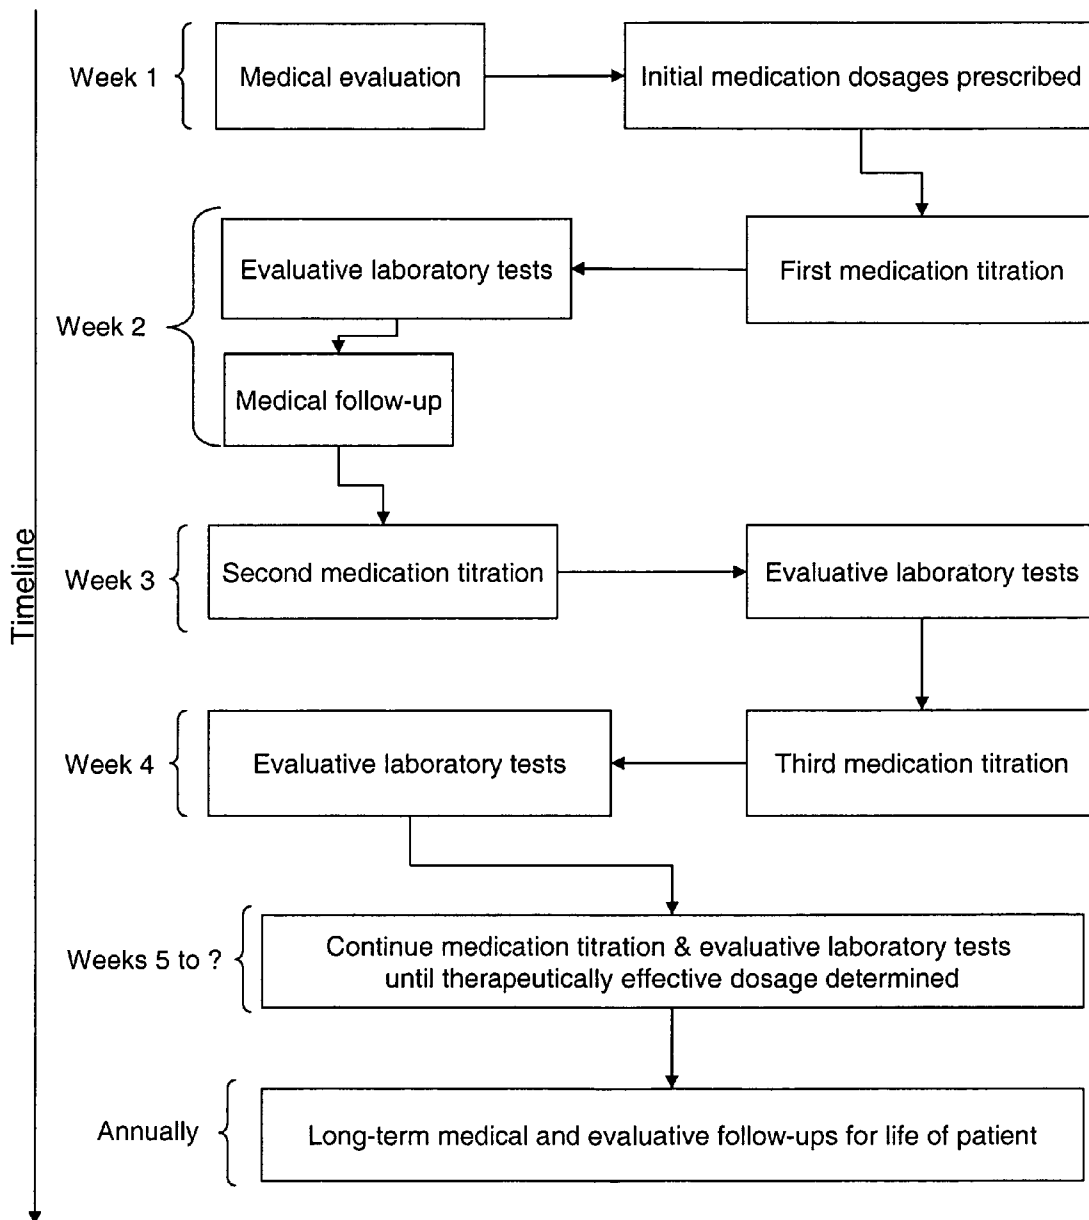 Timeline
Week 1
Medical evaluation
Initial medication dosages prescribed
Week 2
Evaluative laboratory tests
First medication titration
Medical follow-up
Week 3
Second medication titration
Evaluative laboratory tests
Week 4
Evaluative laboratory tests
Third medication titration
Weeks 5 to ?
Continue medication titration & evaluative laboratory tests
until therapeutically effective dosage determined
Annually
Long-term medical and evaluative follow-ups for life of patient